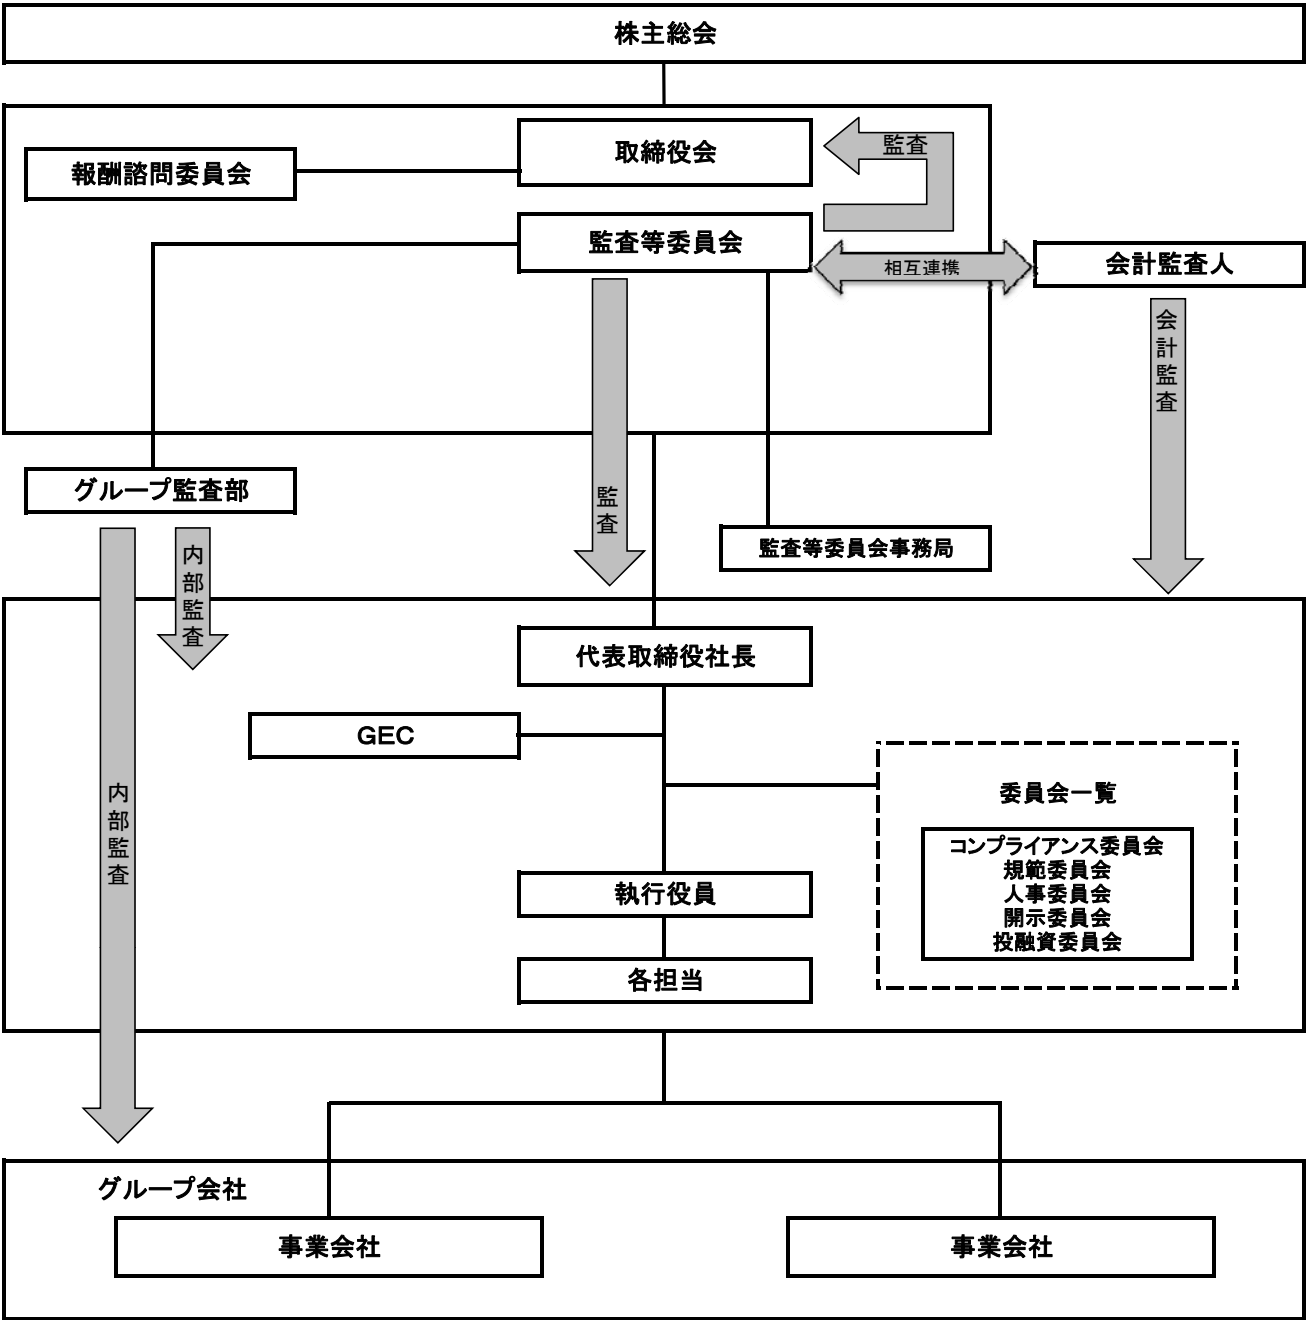 株主総会
取締役会
監査
報酬諮問委員会
監査等委員会
相互連携
会計監査人
会計監査
グループ監査部
監査
監査等委員会事務局
内部監査
代表取締役社長
GEC
内部監査
委員会一覧
コンプライアンス委員会
規範委員会
人事委員会
開示委員会
投融資委員会
執行役員
各担当
グループ会社
事業会社
事業会社